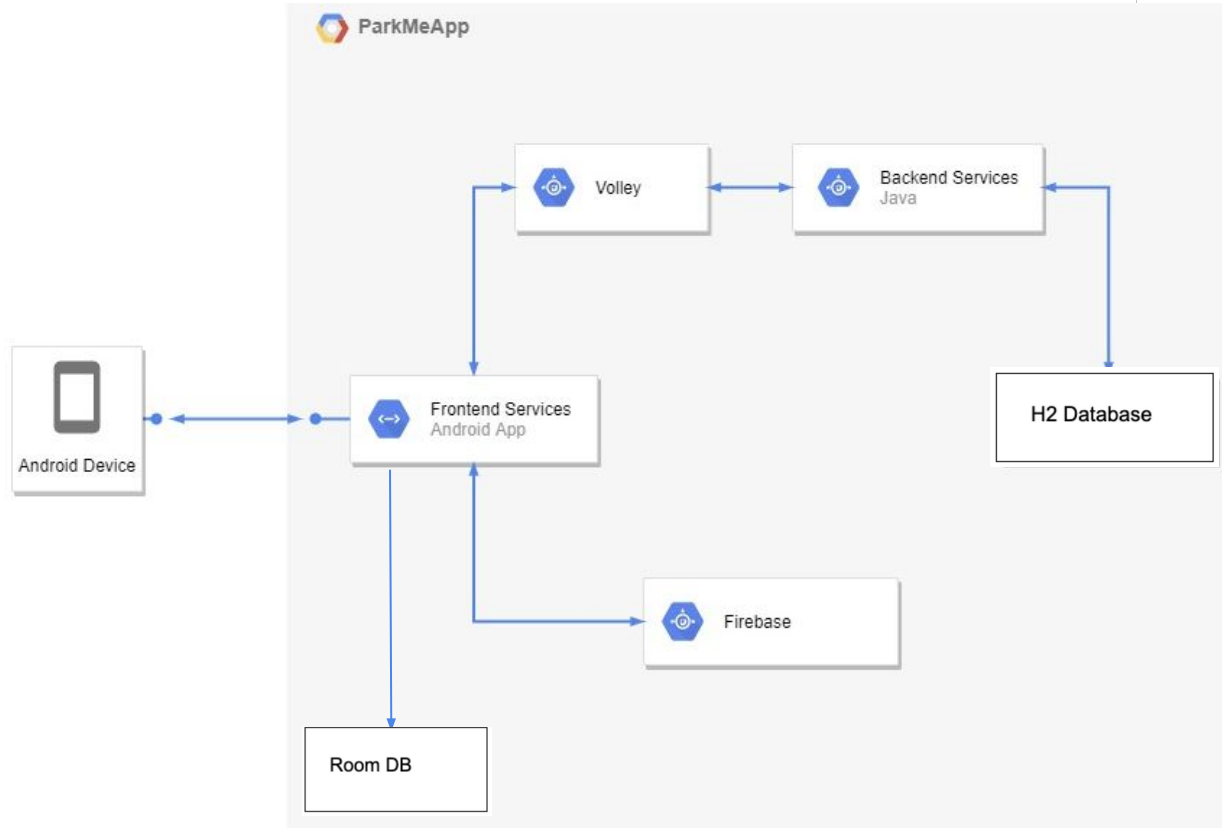 ParkMeApp
Volley
Backend Services
Java
Android Device
Frontend Services
Android App
H2 Database
Firebase
Room DB